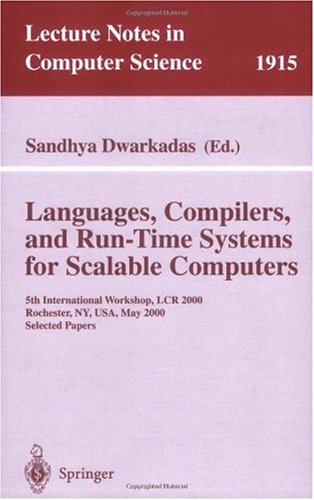 Lecture Notes in
Computer Science 1915
Sandhya Dwarkadas (Ed.)
Languages, Compilers,
and Run-Time Systems
for Scalable Computers
5th International Workshop, LCR 2000
Rochester, NY, USA, May 2000
Selected Papers
Springer